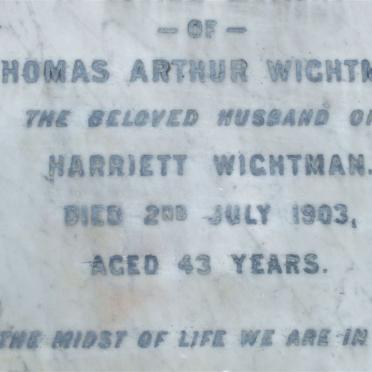 — OF —
HOMAS ARTHUR WIGHTM
THE BELOVED HUSBAND O
HARRIETT WIGHTMAN.
DIED 2ND JULY 1903,
AGED 43 YEARS.
THE MIDST OF LIFE WE ARE IN